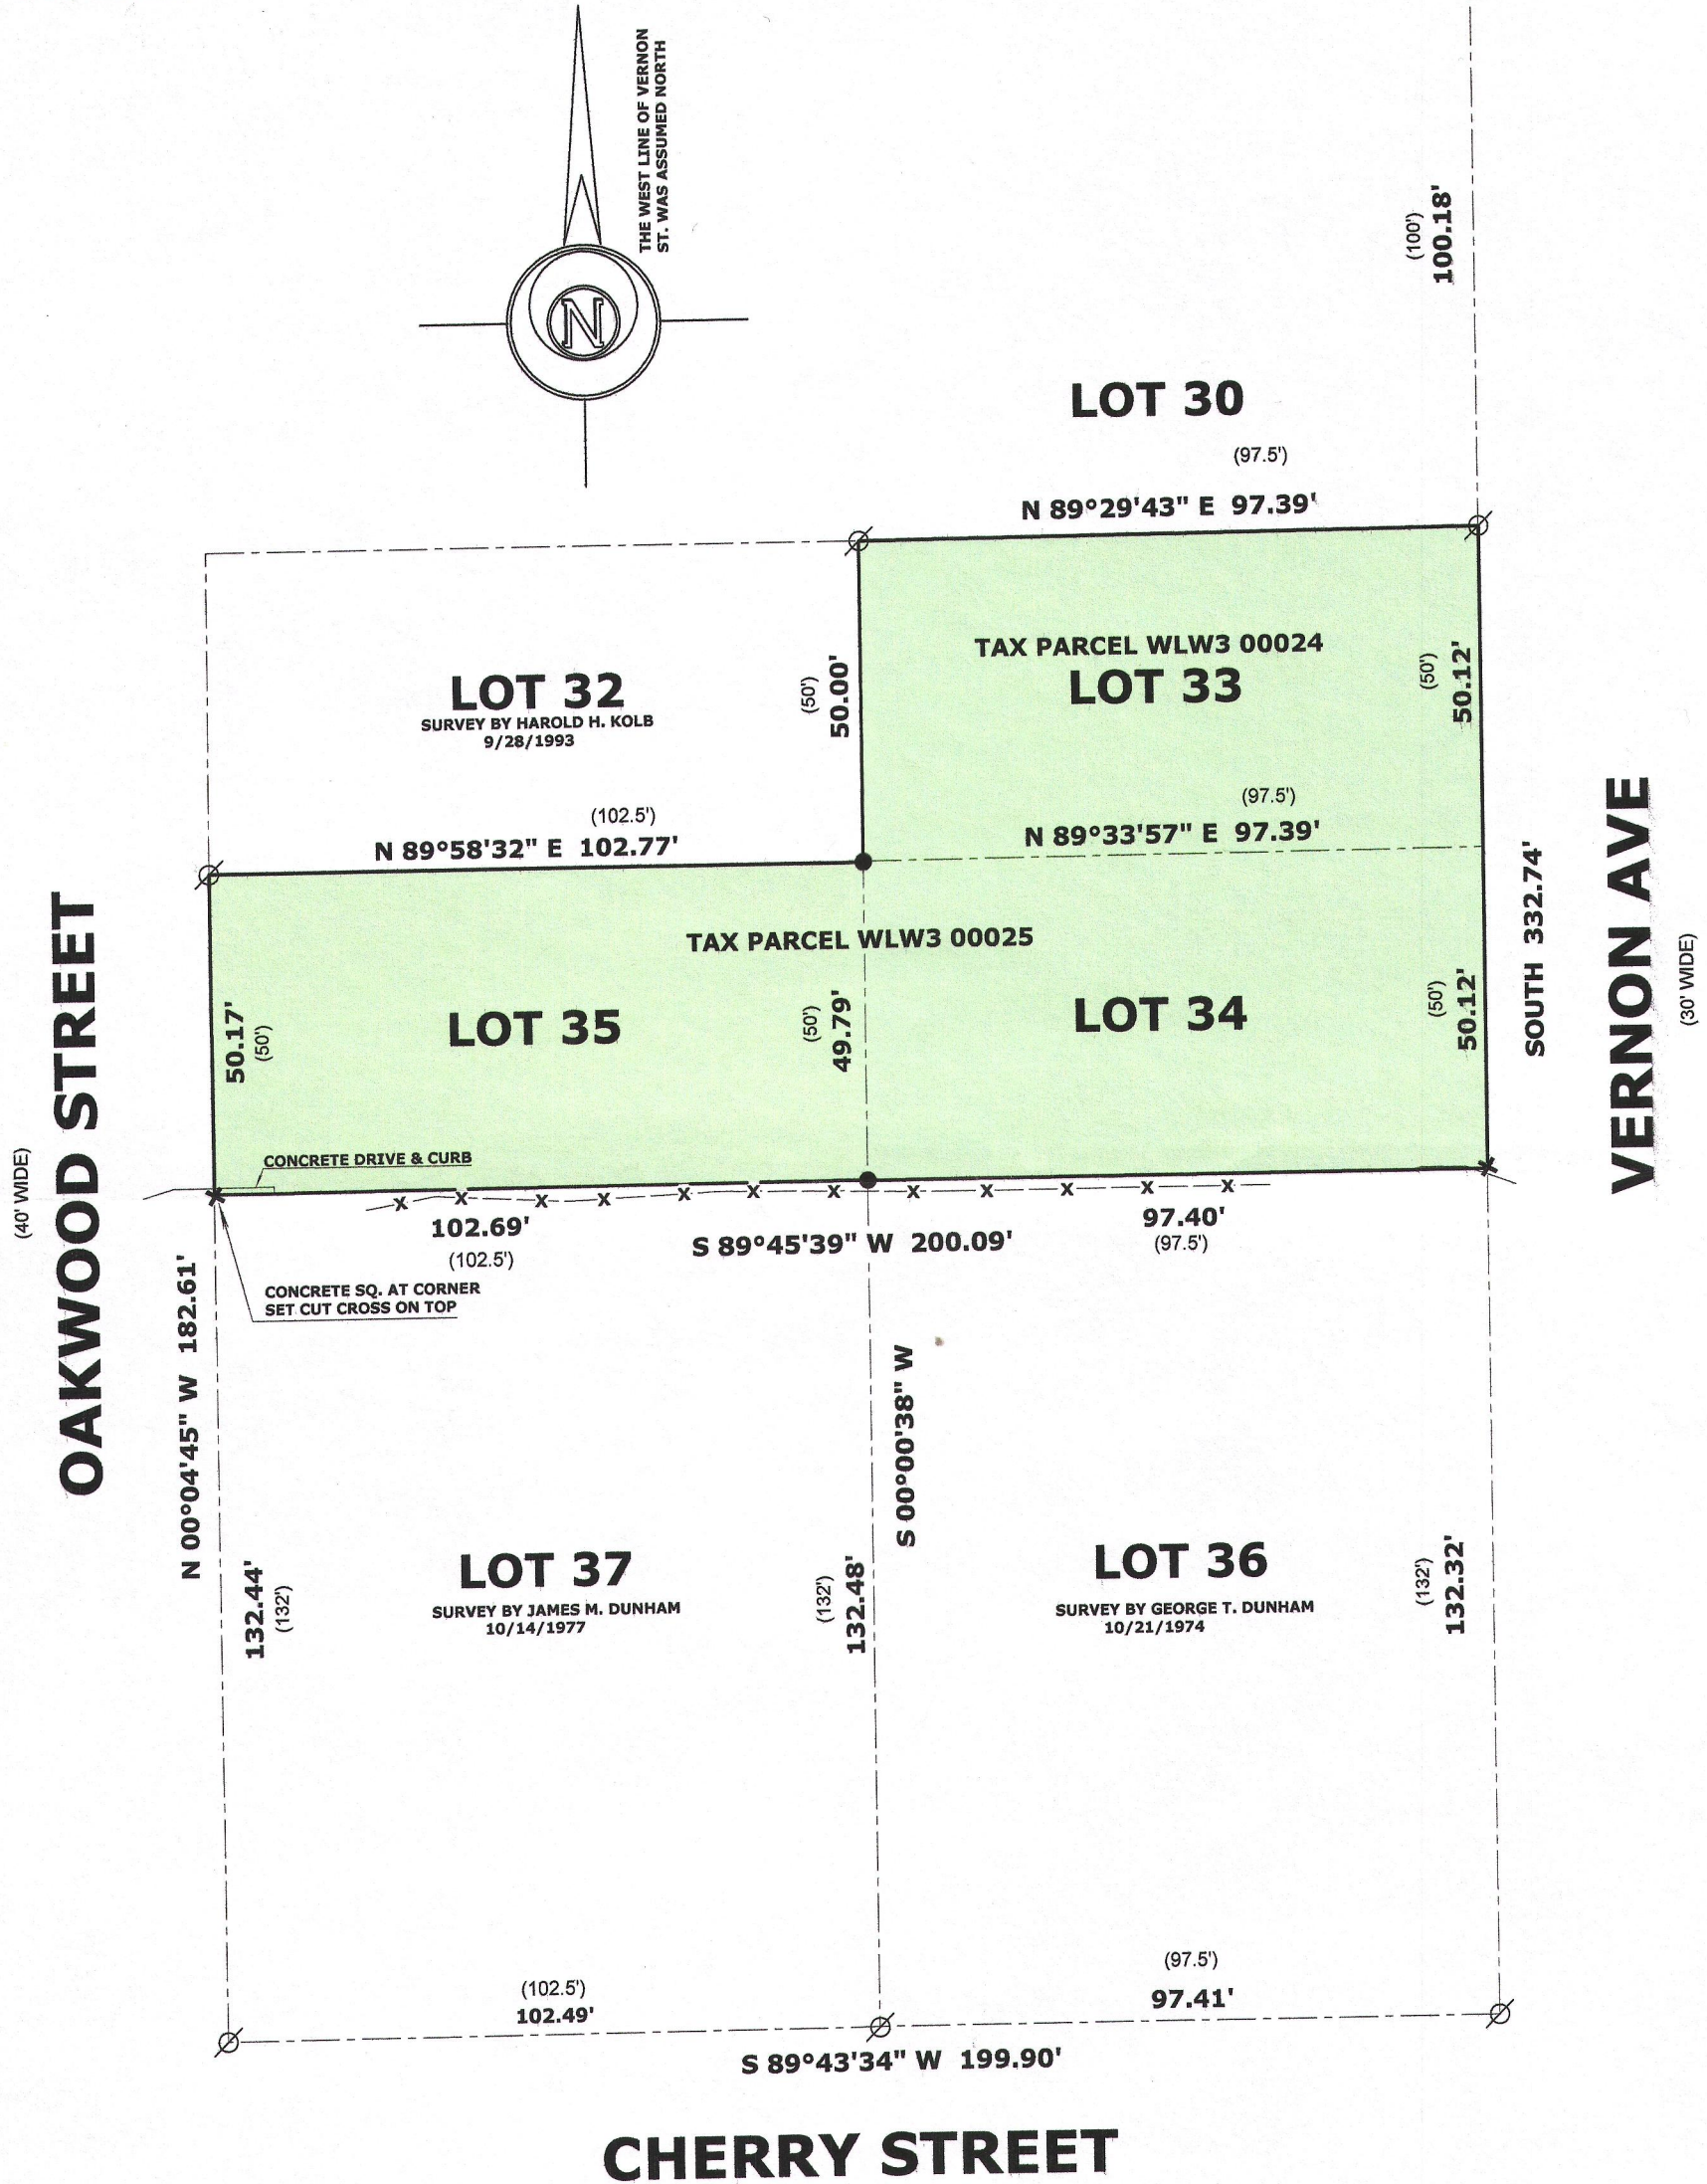 THE WEST LINE OF VERNON
ST. WAS ASSUMED NORTH
N
(100')
100.18'
LOT 30
(97.5')
N 89°29'43" E 97.39'
TAX PARCEL WLW3 00024
LOT 33
(50')
50.12'
LOT 32
SURVEY BY HAROLD H. KOLB
9/28/1993
(50')
50.00'
(102.5')
N 89°58'32" E 102.77'
(97.5')
N 89°33'57" E 97.39'
TAX PARCEL WLW3 00025
LOT 35
LOT 34
50.17'
(50')
(50')
49.79'
(50')
50.12'
SOUTH 332.74'
VERNON AVE
(30' WIDE)
OAKWOOD STREET
(40' WIDE)
CONCRETE DRIVE & CURB
X X X X X X X X X X X X
102.69'
(102.5')
S 89°45'39" W 200.09'
97.40'
(97.5')
CONCRETE SQ. AT CORNER
SET CUT CROSS ON TOP
N 00°04'45" W 182.61'
S 00°00'38" W
LOT 37
SURVEY BY JAMES M. DUNHAM
10/14/1977
132.44'
(132')
(132')
132.48'
LOT 36
SURVEY BY GEORGE T. DUNHAM
10/21/1974
(132')
132.32'
(102.5')
102.49'
(97.5')
97.41'
S 89°43'34" W 199.90'
CHERRY STREET